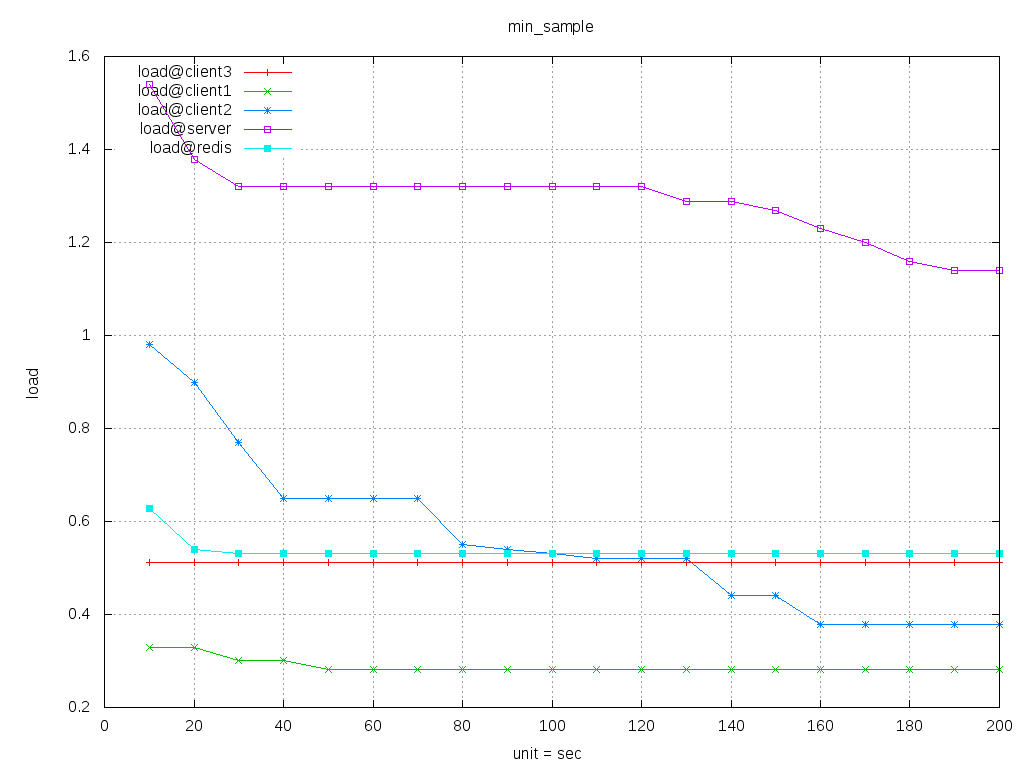 min_sample
1.6
1.4
1.2
1
0.8
0.6
0.4
0.2
load
load@client3
load@client1
load@client2
load@server
load@redis
0 20 40 60 80 100 120 140 160 180 200
unit = sec